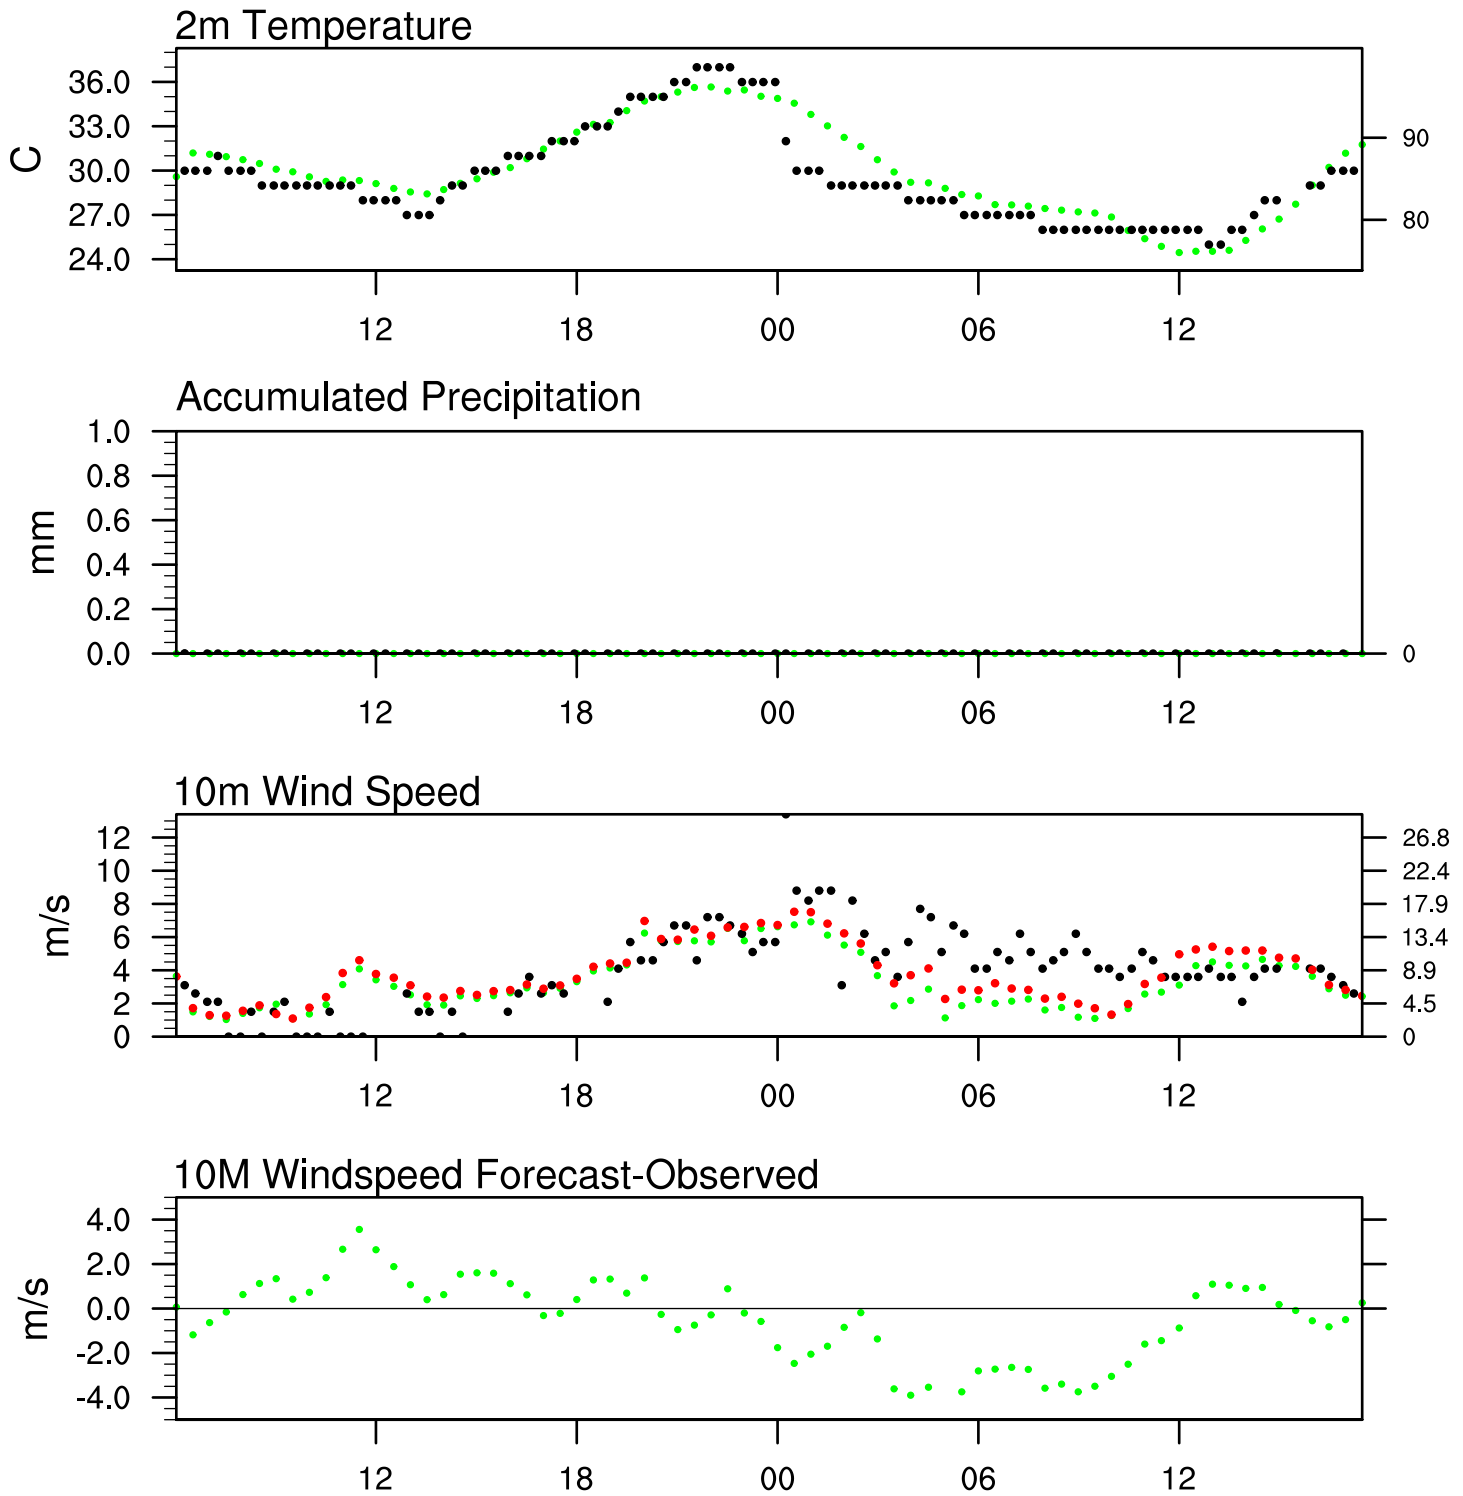 2m Temperature
36.0
33.0
90
30.0
27.0
80
24.0
C
12 18 00 06 12
Accumulated Precipitation
1.0
0.8
0.6
0.4
0.2
0.0 0
mm
12 18 00 06 12
10m Wind Speed
12 26.8
10 22.4
8 17.9
6 13.4
4 8.9
2 4.5
0 0
m/s
12 18 00 06 12
10M Windspeed Forecast-Observed
4.0
2.0
0.0
-2.0
-4.0
m/s
12 18 00 06 12